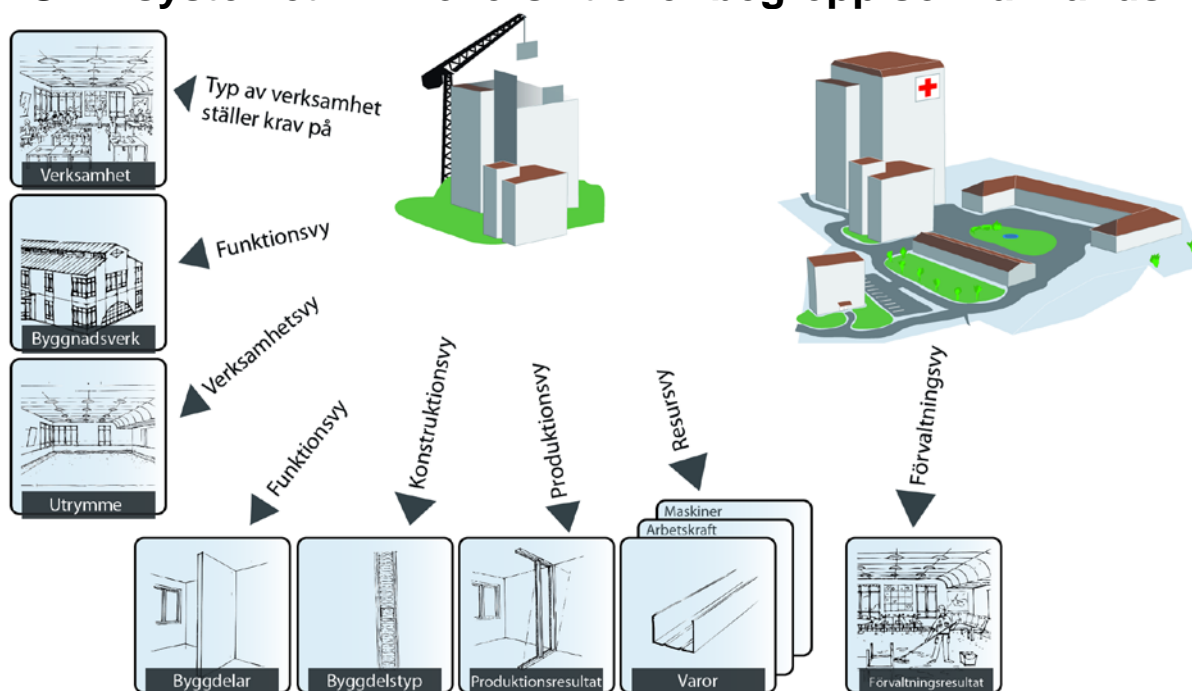 Typ av verksamhet
ställer krav på
Verksamhet
Funktionsvy
Byggnadsverk
Verksamhetsvy
Utrymme
Funktionsvy
Konstruktionsvy
Produktionsvy
Resursvy
Förvaltningsvy
Maskiner
Arbetskraft
Byggdelar
Byggdelstyp
Produktionsresultat
Varor
Förvaltningsresultat